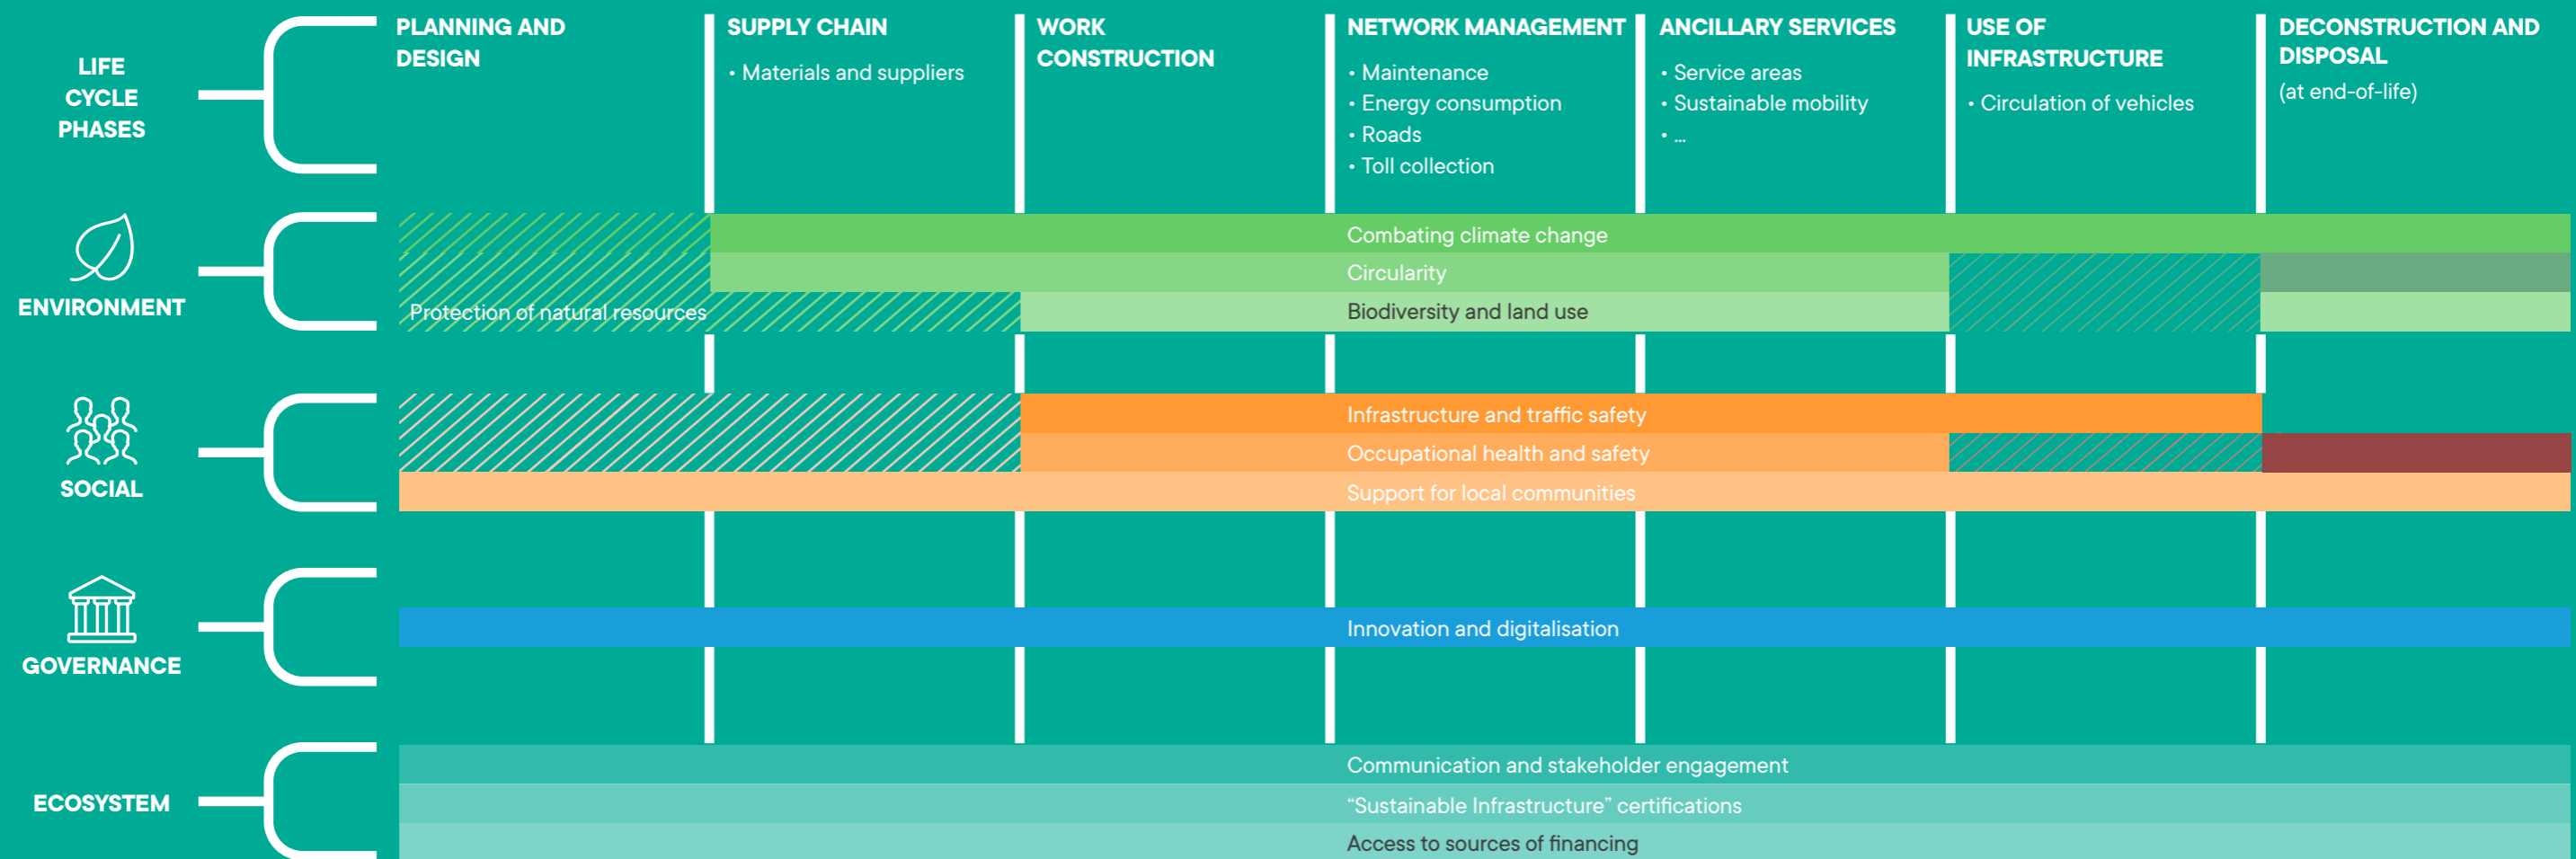 LIFE
CYCLE
PHASES
PLANNING AND
DESIGN
SUPPLY CHAIN
• Materials and suppliers
WORK
CONSTRUCTION
NETWORK MANAGEMENT
• Maintenance
• Energy consumption
• Roads
• Toll collection
ANCILLARY SERVICES
• Service areas
• Sustainable mobility
• ...
USE OF
INFRASTRUCTURE
• Circulation of vehicles
DECONSTRUCTION AND
DISPOSAL
(at end-of-life)
ENVIRONMENT
Combating climate change
Circularity
Protection of natural resources
Biodiversity and land use
SOCIAL
Infrastructure and traffic safety
Occupational health and safety
Support for local communities
GOVERNANCE
Innovation and digitalisation
ECOSYSTEM
Communication and stakeholder engagement
“Sustainable Infrastructure” certifications
Access to sources of financing